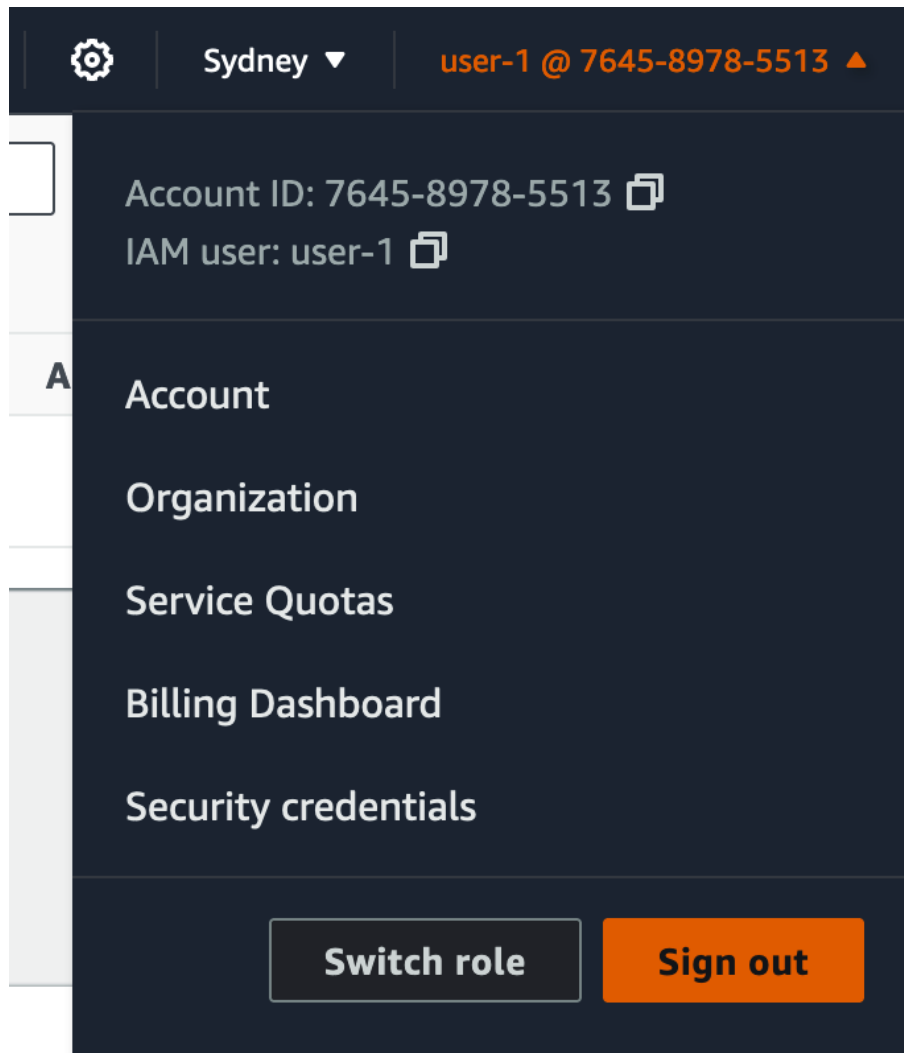 Sydney ▼ user-1 @ 7645-8978-5513 ▲
Account ID: 7645-8978-5513
IAM user: user-1
A
Account
Organization
Service Quotas
Billing Dashboard
Security credentials
Switch role Sign out